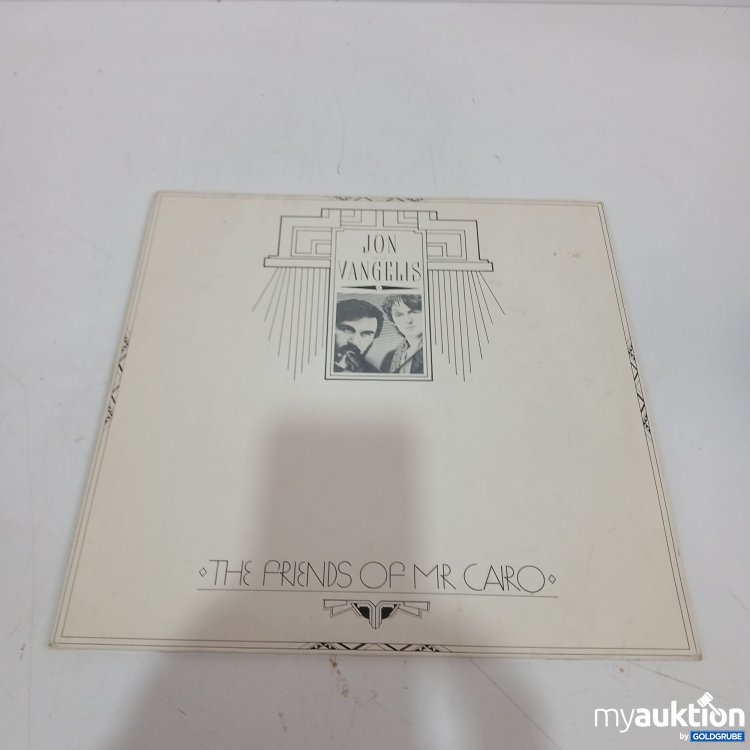 JON
VANGELIS
THE FRIENDS OF MR CAIRO
myauktion
by GOLDGRUBE